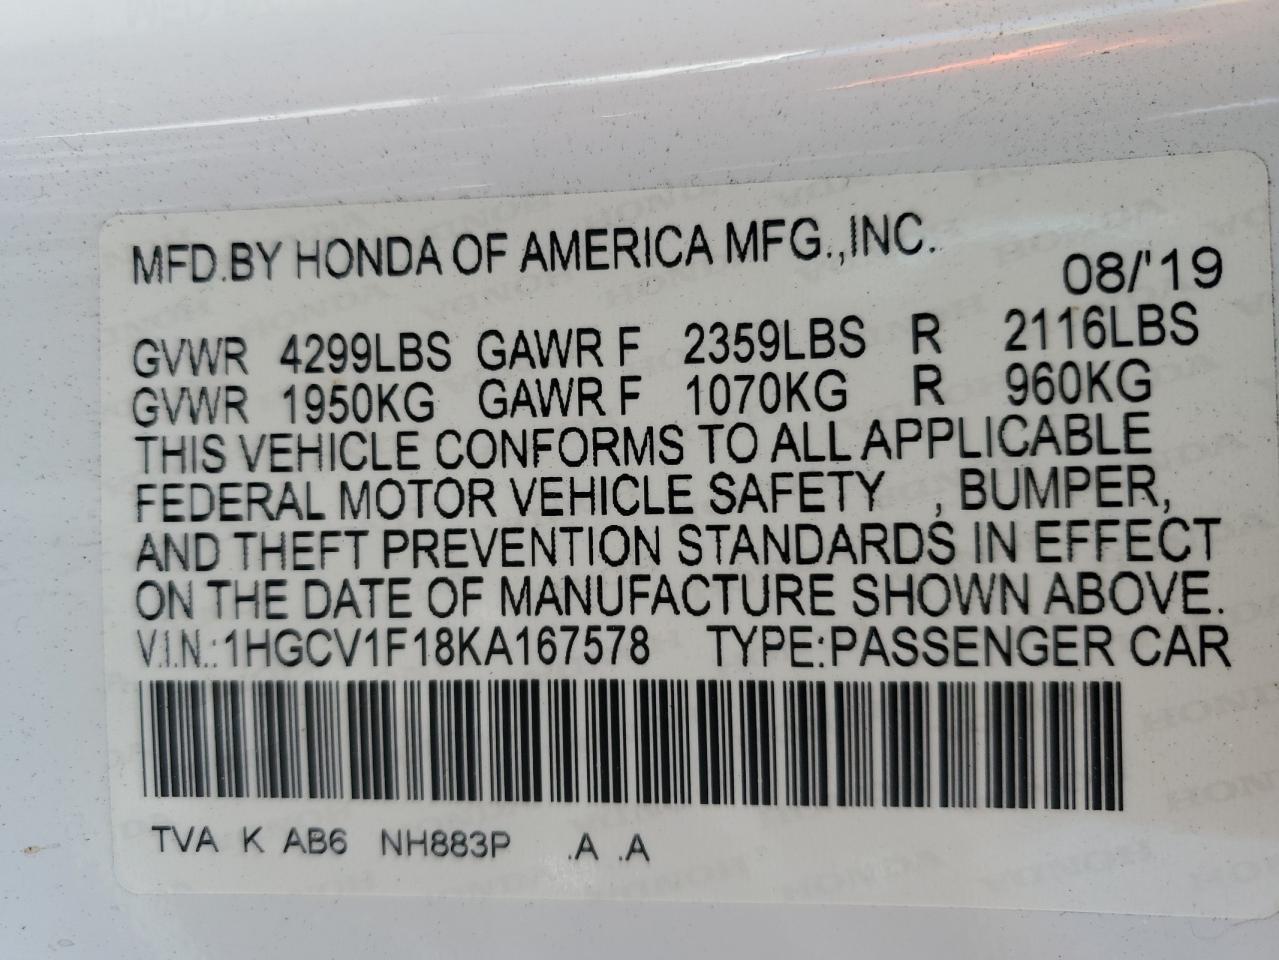 MFD.BY HONDA OF AMERICA MFG.,INC.
08/'19
GVWR 4299LBS GAWR F 2359LBS R 2116LBS
GVWR 1950KG GAWR F 1070KG R 960KG
THIS VEHICLE CONFORMS TO ALL APPLICABLE
FEDERAL MOTOR VEHICLE SAFETY , BUMPER,
AND THEFT PREVENTION STANDARDS IN EFFECT
ON THE DATE OF MANUFACTURE SHOWN ABOVE.
V.I.N.:1HGCV1F18KA167578 TYPE:PASSENGER CAR
TVA K AB6 NH883P .A .A